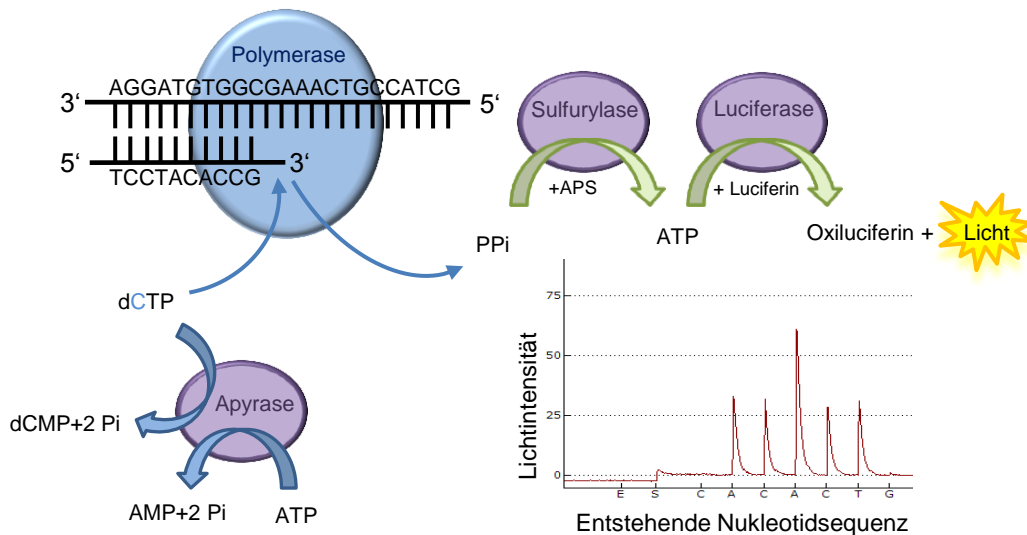 Polymerase
AGGATGTGGCGAAACTGCCATCG
3‘ 5‘
5‘ 3‘
TCCTACACCG
Sulfurylase
+APS
Luciferase
+ Luciferin
PPi
ATP
Oxiluciferin + Licht
dCTP
Apyrase
dCMP+2 Pi
AMP+2 Pi
ATP
Lichtintensität
75
50
25
0
E S C A C A C T G
Entstehende Nukleotidsequenz